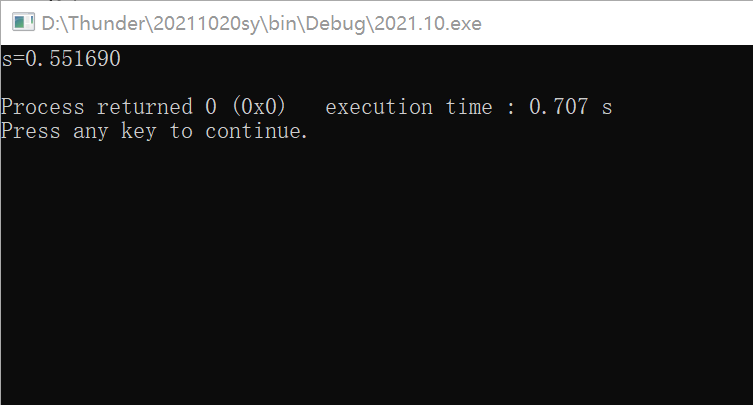 D:\Thunder\20211020sy\bin\Debug\2021.10.exe
s=0.551690
Process returned 0 (0x0)   execution time : 0.707 s
Press any key to continue.